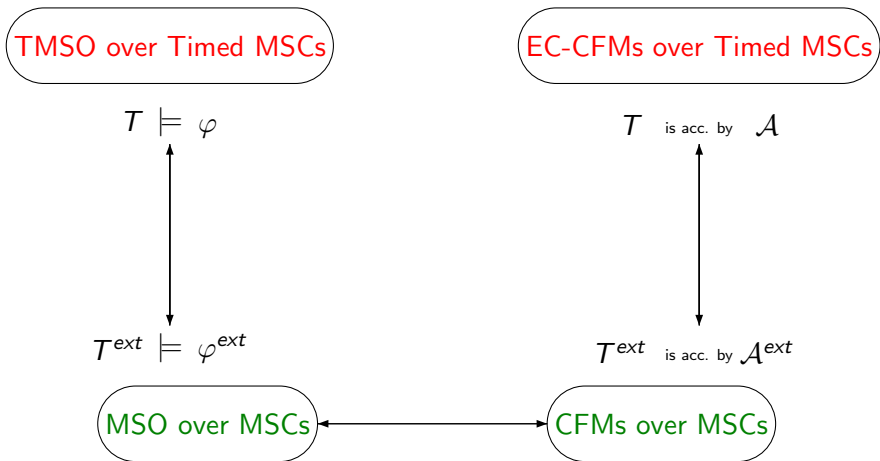 TMSO over Timed MSCs
EC-CFMs over Timed MSCs
T ⊨ φ
T is acc. by 𝒜
T^ext ⊨ φ^ext
T^ext is acc. by 𝒜^ext
MSO over MSCs
CFMs over MSCs